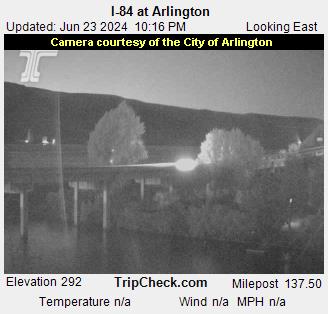 I-84 at Arlington
Updated: Jun 23 2024 10:16 PM Looking East
Camera courtesy of the City of Arlington
Elevation 292 TripCheck.com Milepost 137.50
Temperature n/a Wind n/a MPH n/a